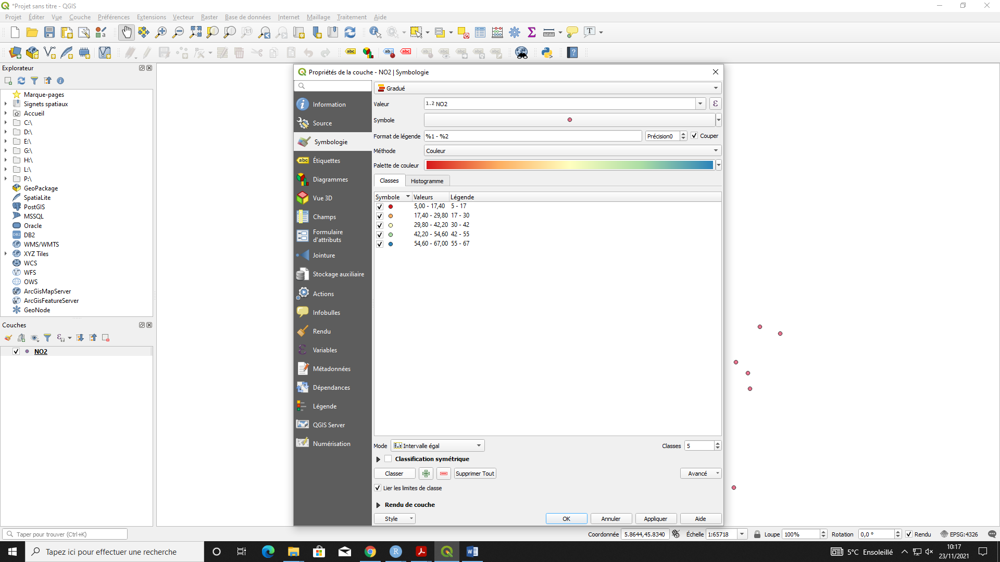 *Projet sans titre - QGIS
Projet Éditer Vue Couche Préférences Extensions Vecteur Raster Base de données Internet Maillage Traitement Aide
Explorateur
Marque-pages
Signets spatiaux
Accueil
C:\
D:\
E:\
G:\
H:\
L:\
P:\
GeoPackage
SpatiaLite
PostGIS
MSSQL
Oracle
DB2
WMS/WMTS
XYZ Tiles
WCS
WFS
OWS
ArcGisMapServer
ArcGisFeatureServer
GeoNode
Couches
NO2
Propriétés de la couche - NO2 | Symbologie
Information
Source
Symbologie
abc Étiquettes
Diagrammes
Vue 3D
Champs
Formulaire
d'attributs
Jointure
Stockage auxiliaire
Actions
Infobulles
Rendu
Variables
Métadonnées
Dépendances
Légende
QGIS Server
Numérisation
Gradué
Valeur 1.2 NO2 ε
Symbole
Format de légende %1 - %2 Précision0 Couper
Méthode Couleur
Palette de couleur
Classes Histogramme
Symbole Valeurs Légende
5,00 - 17,40 5 - 17
17,40 - 29,80 17 - 30
29,80 - 42,20 30 - 42
42,20 - 54,60 42 - 55
54,60 - 67,00 55 - 67
Mode Intervalle égal Classes 5
Classification symétrique
Classer Supprimer Tout Avancé
Lier les limites de classe
Rendu de couche
Style OK Annuler Appliquer Aide
Taper pour trouver (Ctrl+K) Coordonnée 5.8644,45.8340 Échelle 1:65718 Loupe 100% Rotation 0,0 ° Rendu EPSG:4326
Tapez ici pour effectuer une recherche 5°C Ensoleillé 10:17
23/11/2021